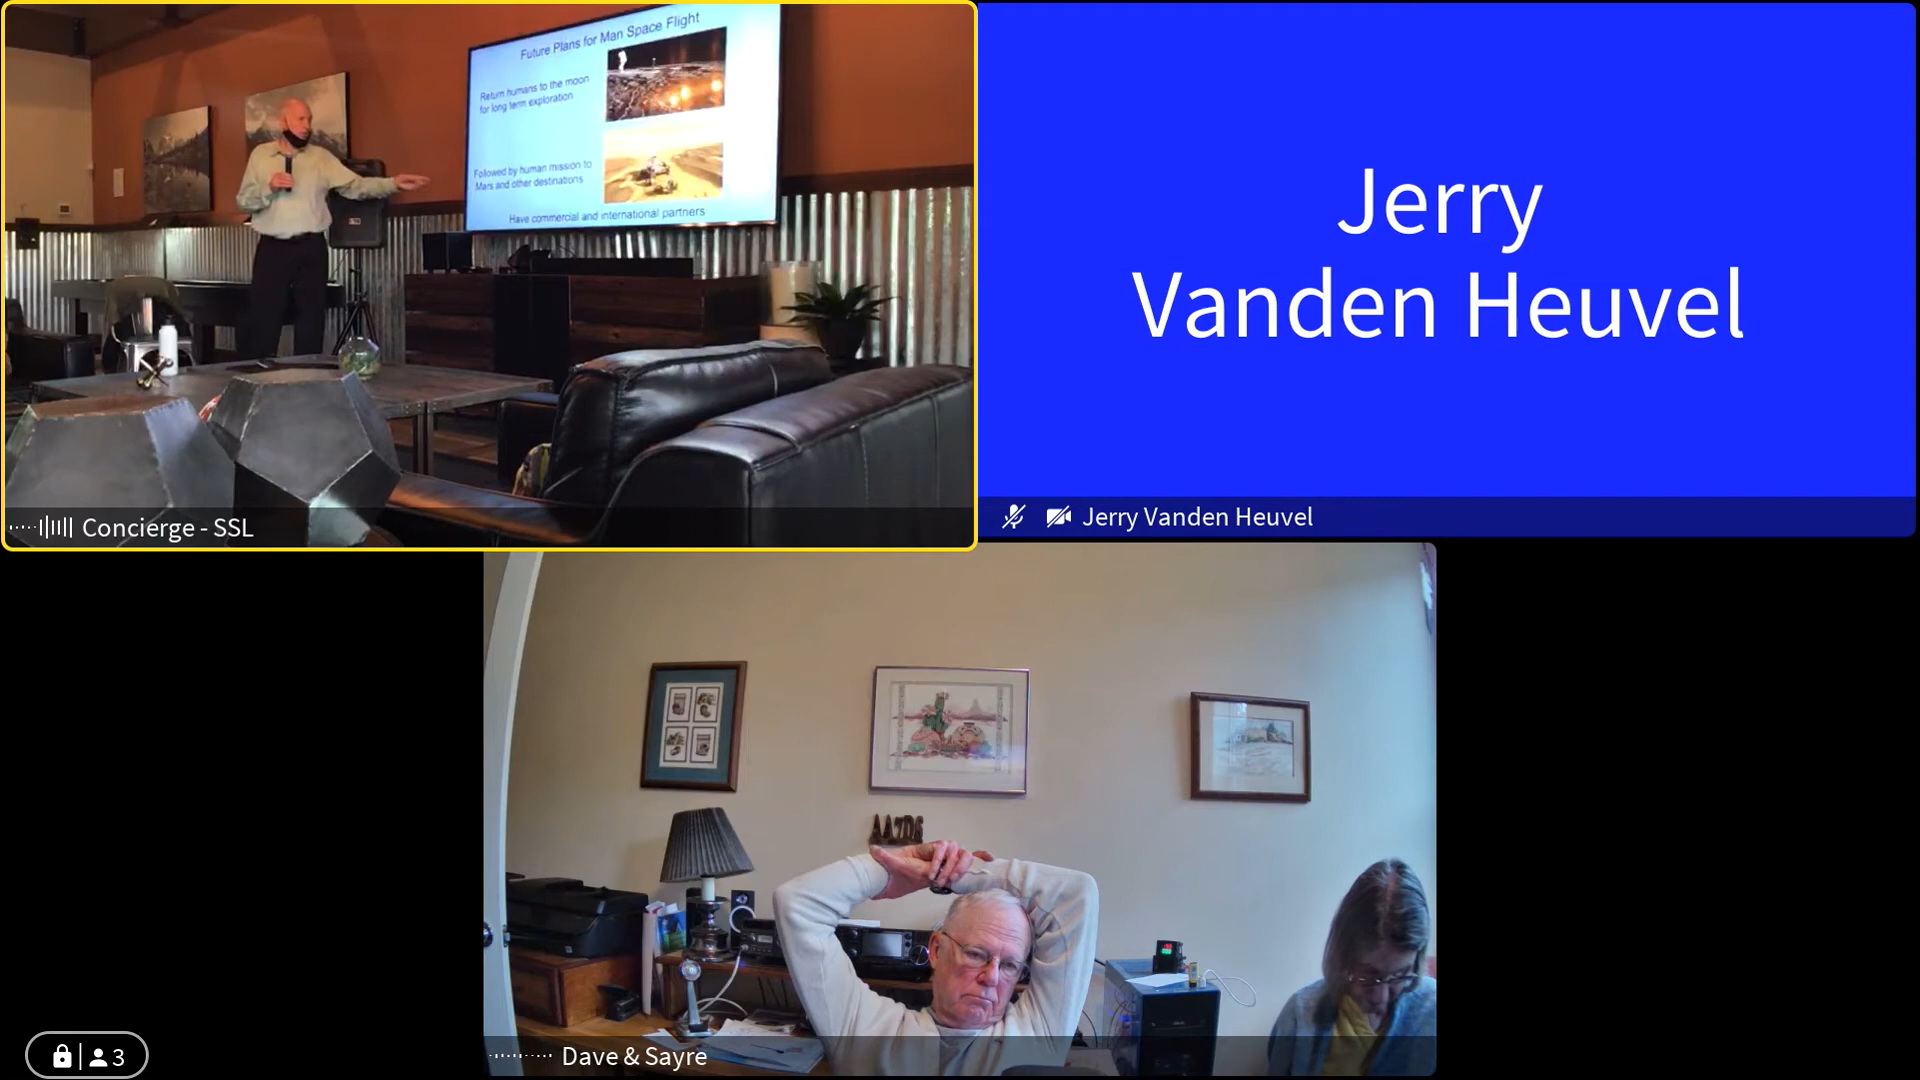 Future Plans for Man Space Flight
Return humans to the moon
for long term exploration
Followed by human mission to
Mars and other destinations
Have commercial and international partners
Concierge - SSL
Jerry
Vanden Heuvel
Jerry Vanden Heuvel
AA7DS
Dave & Sayre
3